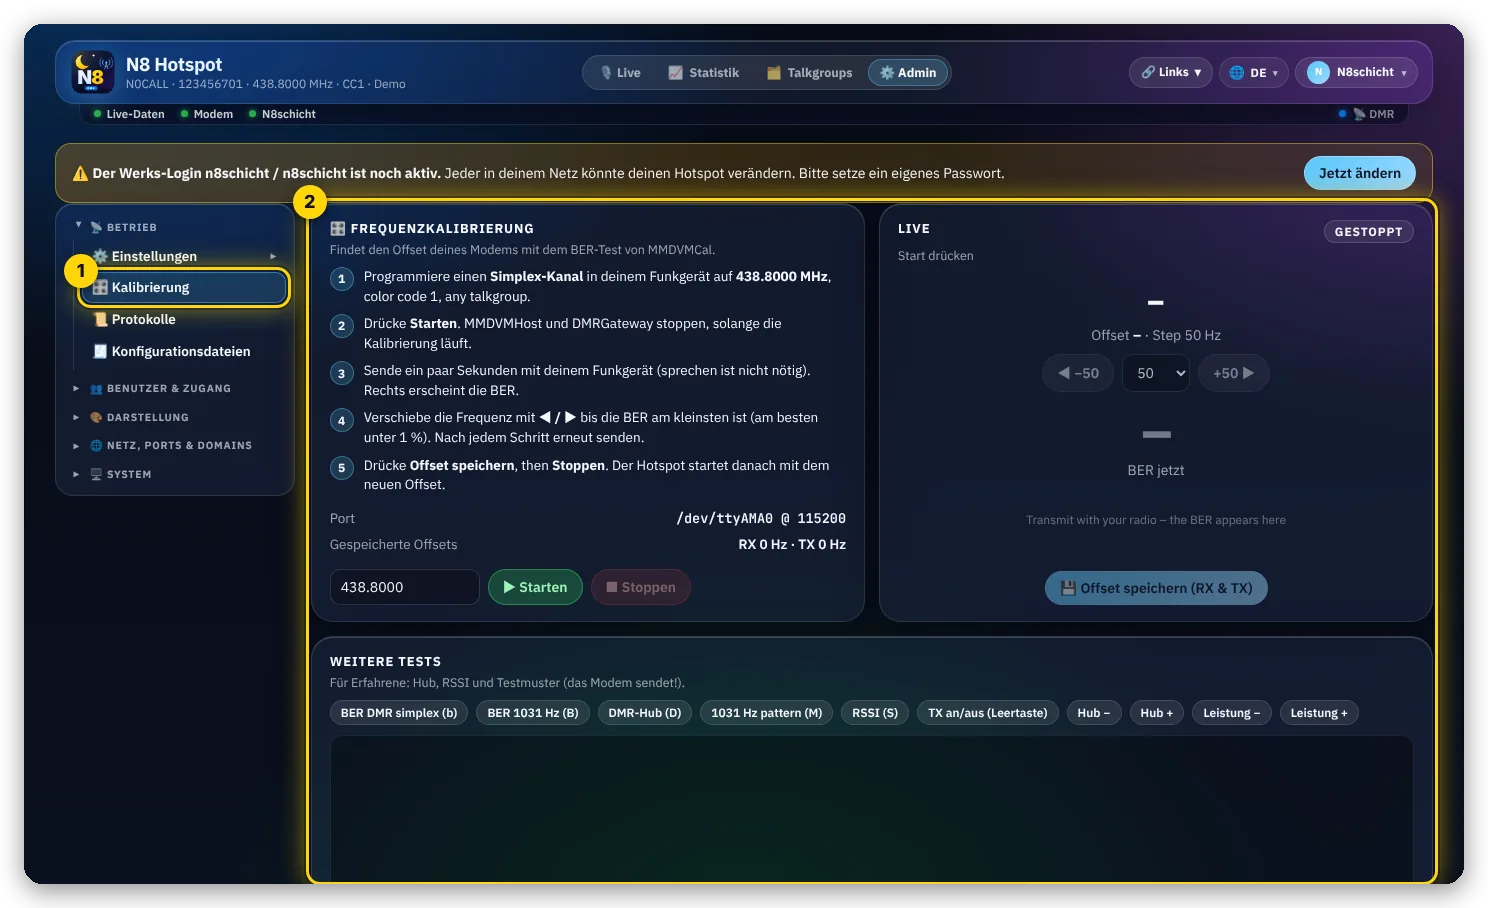 N8 Hotspot
N0CALL · 123456701 · 438.8000 MHz · CC1 · Demo
Live
Statistik
Talkgroups
Admin
Links ▾
DE ▾
N
N8schicht ▾
Live-Daten
Modem
N8schicht
DMR
Der Werks-Login n8schicht / n8schicht ist noch aktiv. Jeder in deinem Netz könnte deinen Hotspot verändern. Bitte setze ein eigenes Passwort.
Jetzt ändern
BETRIEB
Einstellungen
1
Kalibrierung
Protokolle
Konfigurationsdateien
BENUTZER & ZUGANG
DARSTELLUNG
NETZ, PORTS & DOMAINS
SYSTEM
2
FREQUENZKALIBRIERUNG
Findet den Offset deines Modems mit dem BER-Test von MMDVMCal.
1 Programmiere einen Simplex-Kanal in deinem Funkgerät auf 438.8000 MHz,
color code 1, any talkgroup.
2 Drücke Starten. MMDVMHost und DMRGateway stoppen, solange die
Kalibrierung läuft.
3 Sende ein paar Sekunden mit deinem Funkgerät (sprechen ist nicht nötig).
Rechts erscheint die BER.
4 Verschiebe die Frequenz mit ◀ / ▶ bis die BER am kleinsten ist (am besten
unter 1 %). Nach jedem Schritt erneut senden.
5 Drücke Offset speichern, then Stoppen. Der Hotspot startet danach mit dem
neuen Offset.
Port /dev/ttyAMA0 @ 115200
Gespeicherte Offsets RX 0 Hz · TX 0 Hz
438.8000
▶ Starten
■ Stoppen
LIVE
GESTOPPT
Start drücken
–
Offset – · Step 50 Hz
◀ −50
50
+50 ▶
—
BER jetzt
Transmit with your radio – the BER appears here
Offset speichern (RX & TX)
WEITERE TESTS
Für Erfahrene: Hub, RSSI und Testmuster (das Modem sendet!).
BER DMR simplex (b)
BER 1031 Hz (B)
DMR-Hub (D)
1031 Hz pattern (M)
RSSI (S)
TX an/aus (Leertaste)
Hub −
Hub +
Leistung −
Leistung +